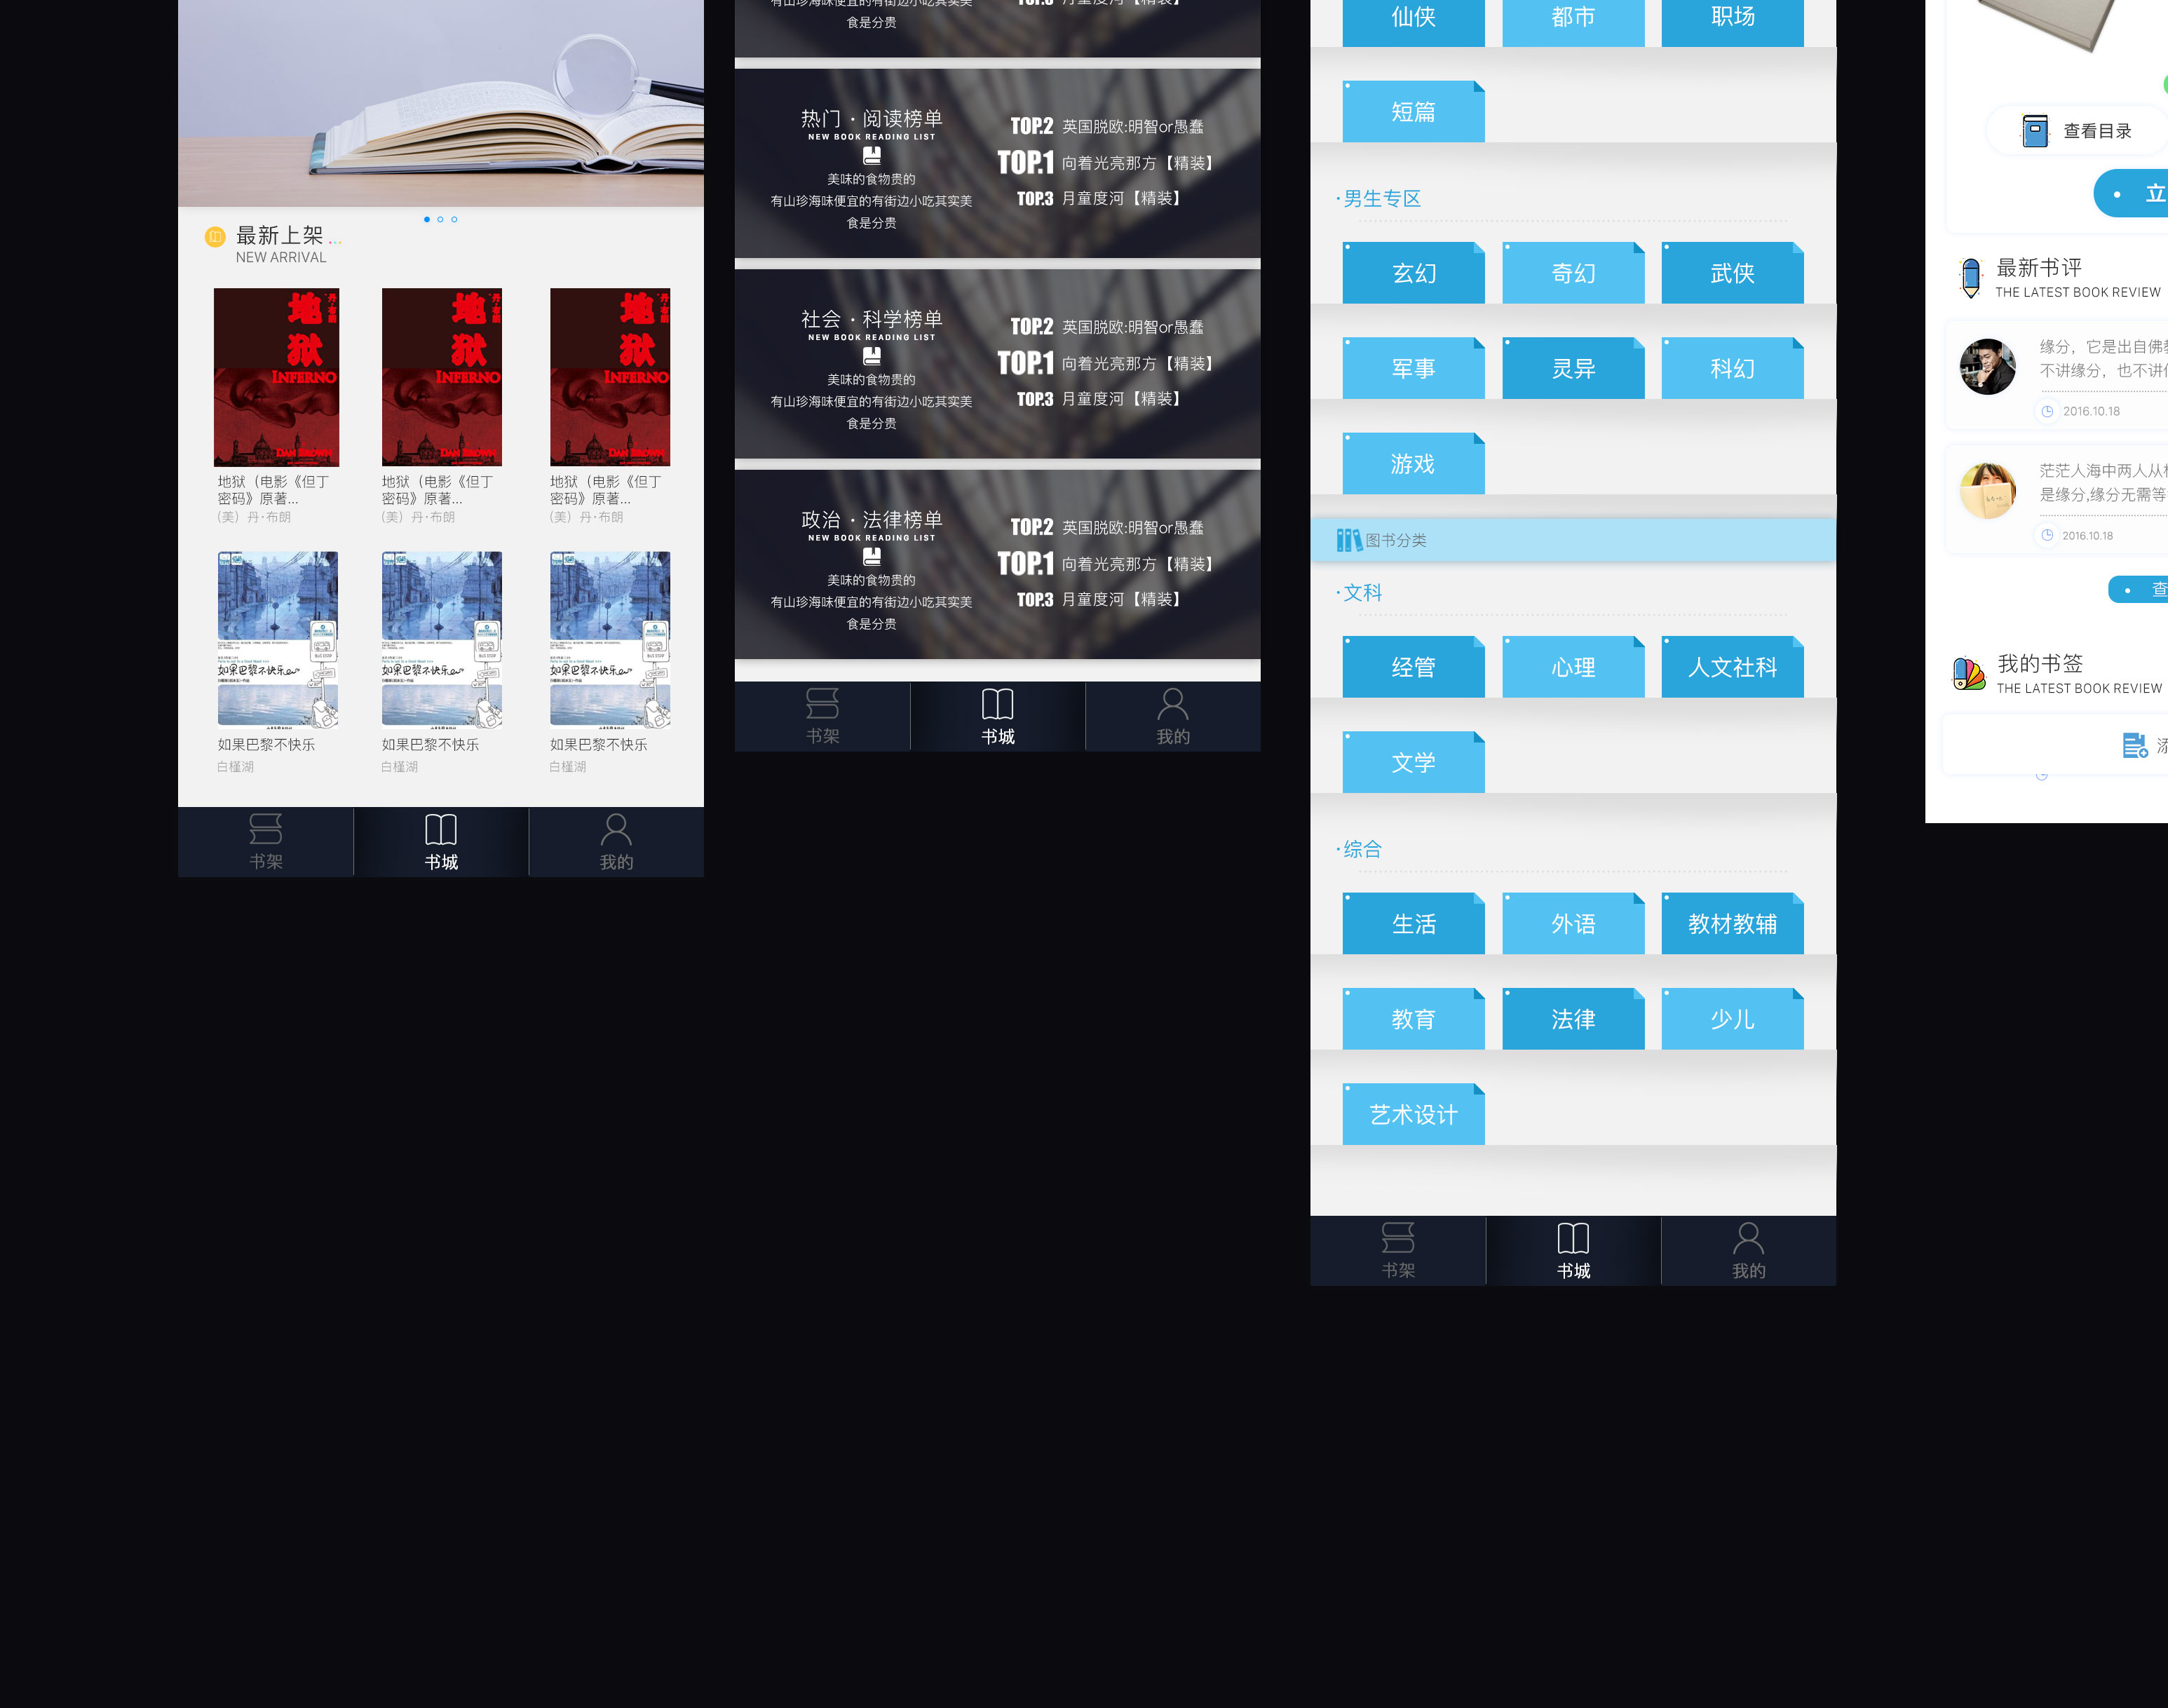 最新上架
NEW ARRIVAL
地狱
丹·布朗
INFERNO
DAN BROWN
地狱
丹·布朗
INFERNO
DAN BROWN
地狱
丹·布朗
INFERNO
DAN BROWN
地狱（电影《但丁
密码》原著...
（美）丹·布朗
地狱（电影《但丁
密码》原著...
（美）丹·布朗
地狱（电影《但丁
密码》原著...
（美）丹·布朗
如果巴黎不快乐
如果巴黎不快乐
如果巴黎不快乐
如果巴黎不快乐
白槿湖
如果巴黎不快乐
白槿湖
如果巴黎不快乐
白槿湖
书架
书城
我的
有山珍海味便宜的有街边小吃其实美
食是分贵
TOP.3 月童度河【精装】
热门·阅读榜单
NEW BOOK READING LIST
美味的食物贵的
有山珍海味便宜的有街边小吃其实美
食是分贵
TOP.2 英国脱欧:明智or愚蠢
TOP.1 向着光亮那方【精装】
TOP.3 月童度河【精装】
社会·科学榜单
NEW BOOK READING LIST
美味的食物贵的
有山珍海味便宜的有街边小吃其实美
食是分贵
TOP.2 英国脱欧:明智or愚蠢
TOP.1 向着光亮那方【精装】
TOP.3 月童度河【精装】
政治·法律榜单
NEW BOOK READING LIST
美味的食物贵的
有山珍海味便宜的有街边小吃其实美
食是分贵
TOP.2 英国脱欧:明智or愚蠢
TOP.1 向着光亮那方【精装】
TOP.3 月童度河【精装】
书架
书城
我的
仙侠
都市
职场
短篇
·男生专区
玄幻
奇幻
武侠
军事
灵异
科幻
游戏
图书分类
·文科
经管
心理
人文社科
文学
·综合
生活
外语
教材教辅
教育
法律
少儿
艺术设计
书架
书城
我的
查看目录
立
最新书评
THE LATEST BOOK REVIEW
缘分，它是出自佛教
不讲缘分，也不讲
2016.10.18
茫茫人海中两人从
是缘分,缘分无需等
2016.10.18
查
我的书签
THE LATEST BOOK REVIEW
添